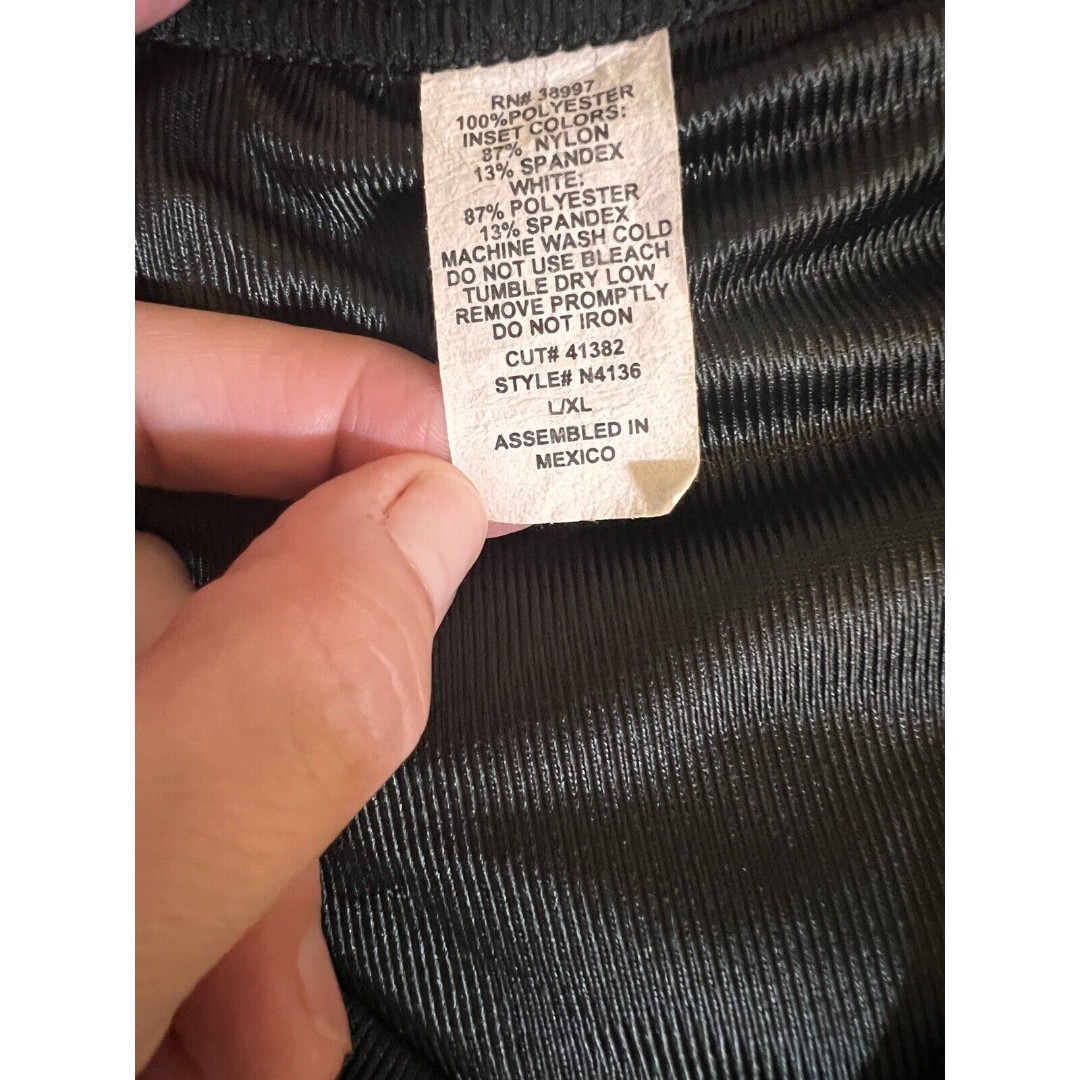 RN# 38997
100%POLYESTER
INSET COLORS:
87% NYLON
13% SPANDEX
WHITE:
87% POLYESTER
13% SPANDEX
MACHINE WASH COLD
DO NOT USE BLEACH
TUMBLE DRY LOW
REMOVE PROMPTLY
DO NOT IRON
CUT# 41382
STYLE# N4136
L/XL
ASSEMBLED IN
MEXICO